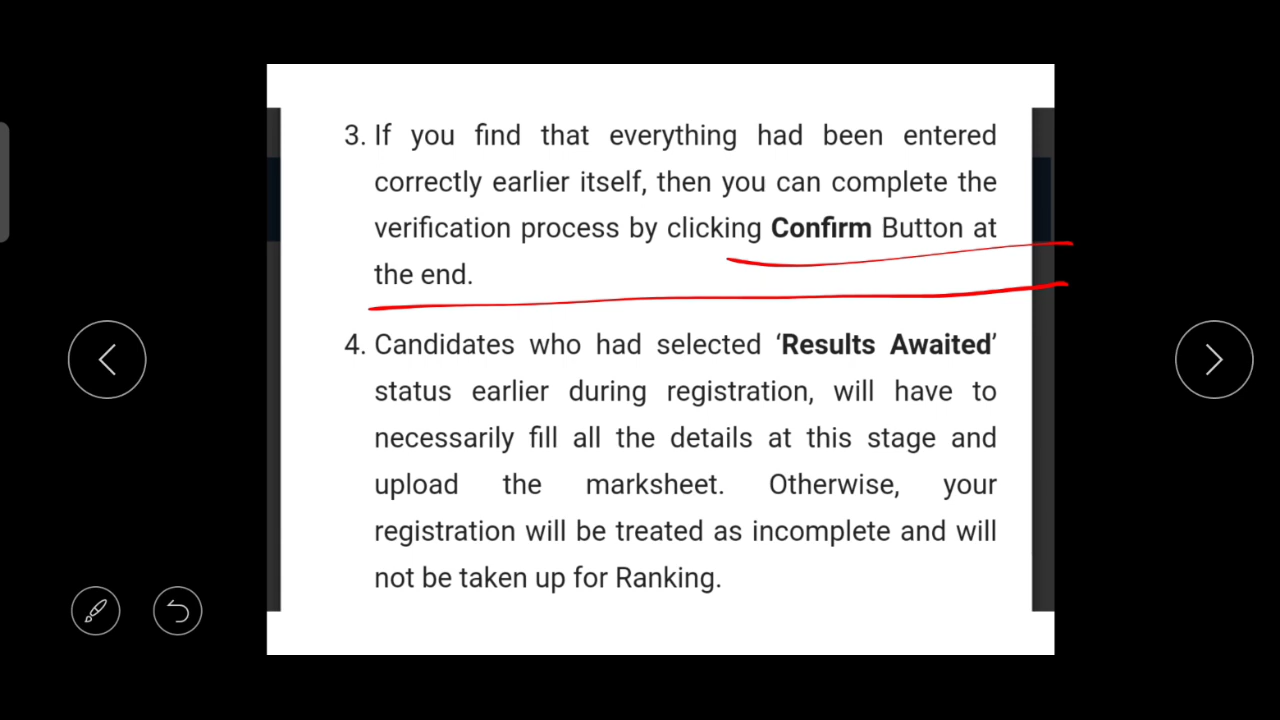 3. If you find that everything had been entered
correctly earlier itself, then you can complete the
verification process by clicking Confirm Button at
the end.
4. Candidates who had selected ‘Results Awaited’
status earlier during registration, will have to
necessarily fill all the details at this stage and
upload the marksheet. Otherwise, your
registration will be treated as incomplete and will
not be taken up for Ranking.